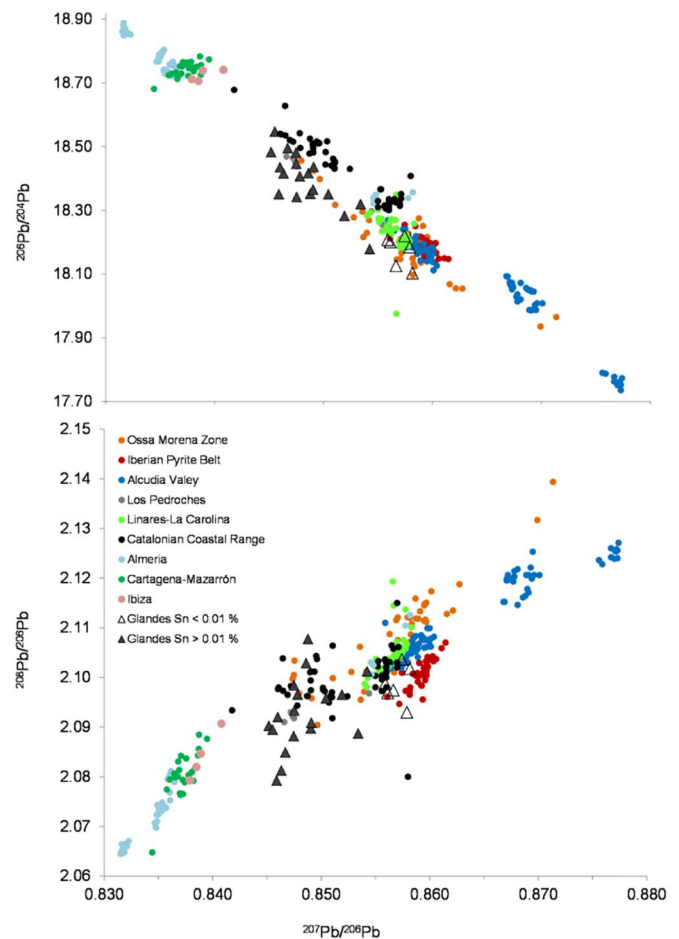 18.90
18.70
18.50
18.30
18.10
17.90
17.70
206Pb/204Pb
2.15
2.14
2.13
2.12
2.11
2.10
2.09
2.08
2.07
2.06
208Pb/206Pb
Ossa Morena Zone
Iberian Pyrite Belt
Alcudia Valey
Los Pedroches
Linares-La Carolina
Catalonian Coastal Range
Almeria
Cartagena-Mazarrón
Ibiza
Glandes Sn < 0.01 %
Glandes Sn > 0.01 %
0.830 0.840 0.850 0.860 0.870 0.880
207Pb/206Pb